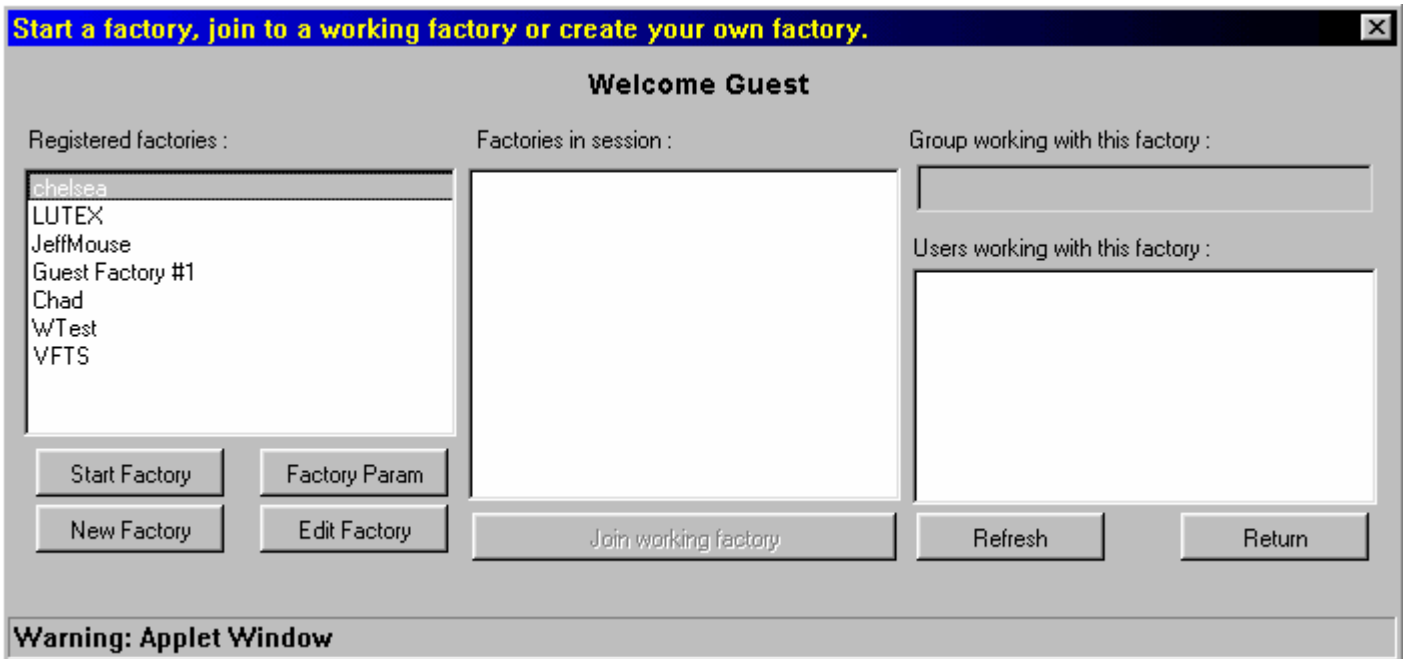 Start a factory, join to a working factory or create your own factory.
Welcome Guest
Registered factories :
chelsea
LUTEX
JeffMouse
Guest Factory #1
Chad
WTest
VFTS
Start Factory
Factory Param
New Factory
Edit Factory
Factories in session :
Join working factory
Group working with this factory :
Users working with this factory :
Refresh
Return
Warning: Applet Window